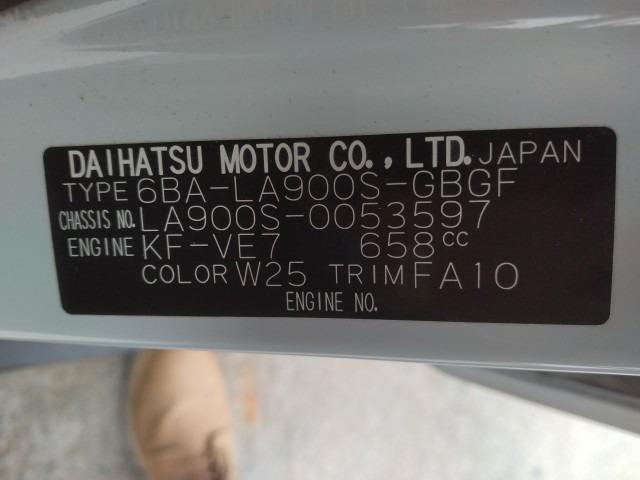 DAIHATSU MOTOR CO., LTD. JAPAN
TYPE 6BA-LA900S-GBGF
CHASSIS NO. LA900S-0053597
ENGINE KF-VE7 658cc
COLOR W25 TRIM FA10
ENGINE NO.